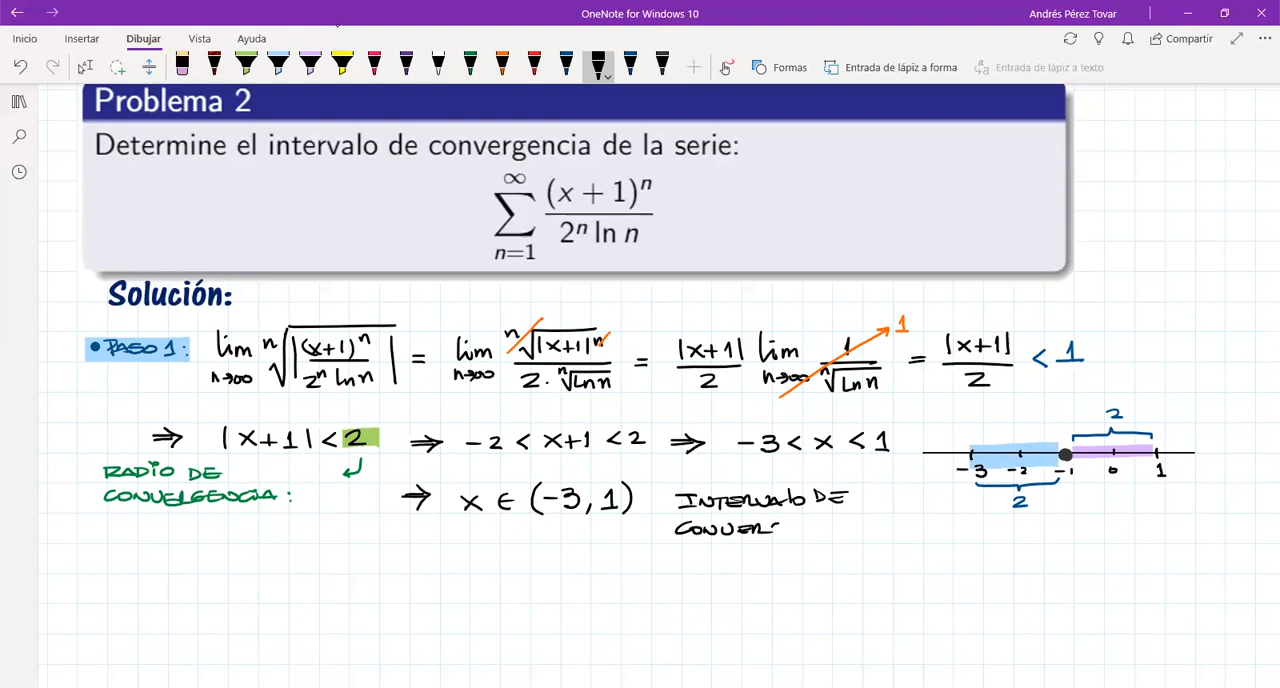 OneNote for Windows 10
Andrés Pérez Tovar
Inicio Insertar Dibujar Vista Ayuda
Compartir
Formas Entrada de lápiz a forma Entrada de lápiz a texto
Problema 2
Determine el intervalo de convergencia de la serie:
∞
∑ (x + 1)^n / 2^n ln n
n=1
Solución:
• PASO 1: lim n→∞ ⁿ√|(x+1)^n / 2^n ln n| = lim n→∞ ⁿ√|x+1|^n / 2·ⁿ√ln n = |x+1|/2 lim n→∞ 1/ⁿ√ln n → 1 = |x+1|/2 < 1
⇒ |x+1| < 2 ⇒ -2 < x+1 < 2 ⇒ -3 < x < 1
2
-3 -2 -1 0 1
2
RADIO DE
CONVERGENCIA:
→ x ∈ (-3, 1) INTERVALO DE
CONVER